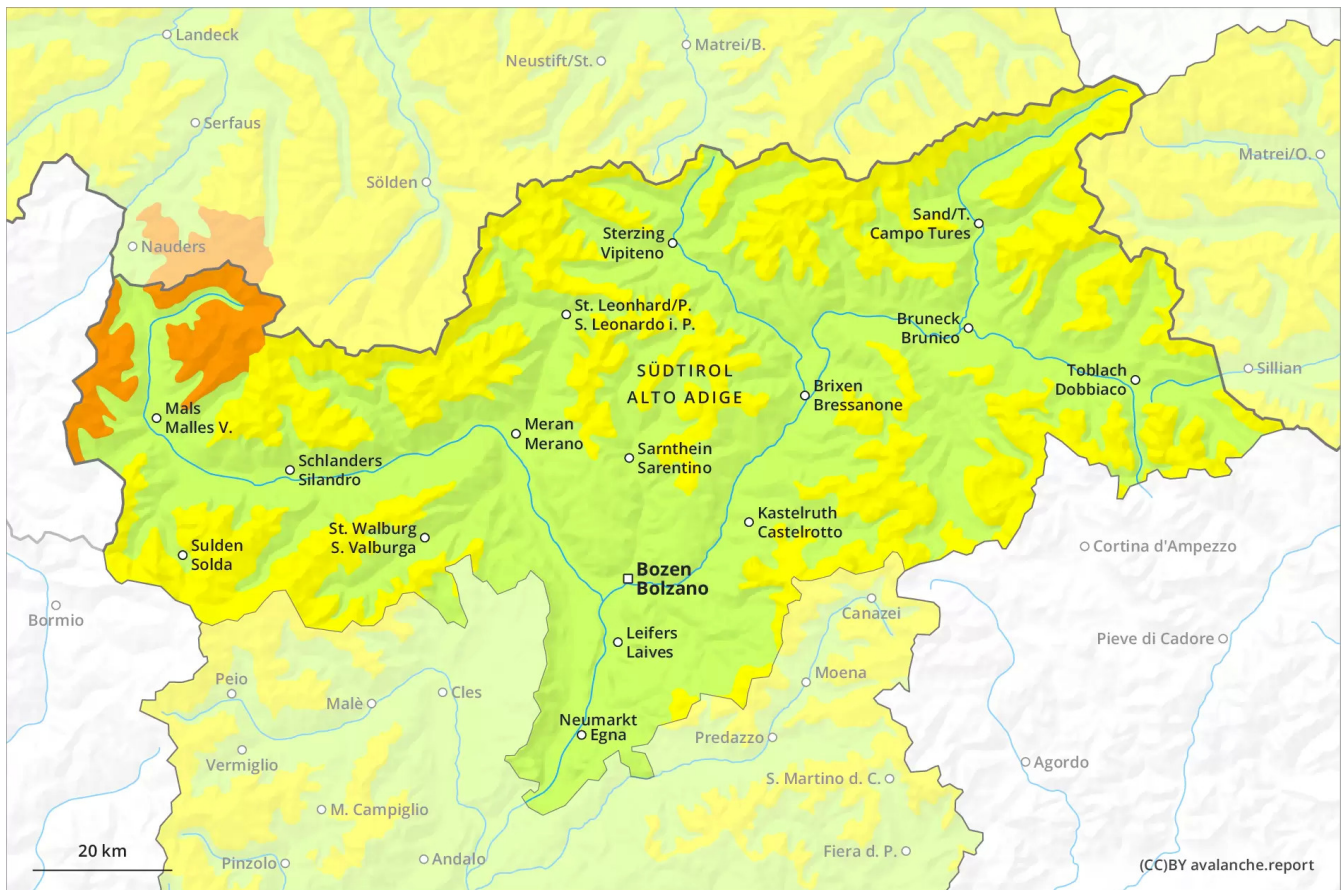 Landeck
Matrei/B.
Neustift/St.
Serfaus
Matrei/O.
Sölden
Sand/T.
Campo Tures
Nauders
Sterzing
Vipiteno
St. Leonhard/P.
S. Leonardo i. P.
Bruneck
Brunico
SÜDTIROL
ALTO ADIGE
Toblach
Dobbiaco
Sillian
Brixen
Bressanone
Mals
Malles V.
Meran
Merano
Schlanders
Silandro
Sarnthein
Sarentino
Kastelruth
Castelrotto
St. Walburg
S. Valburga
Sulden
Solda
Cortina d'Ampezzo
Bozen
Bolzano
Bormio
Canazei
Leifers
Laives
Pieve di Cadore
Peio
Malè
Cles
Moena
Neumarkt
Egna
Predazzo
Vermiglio
Agordo
S. Martino d. C.
M. Campiglio
20 km
Pinzolo
Andalo
Fiera d. P.
(CC)BY avalanche.report